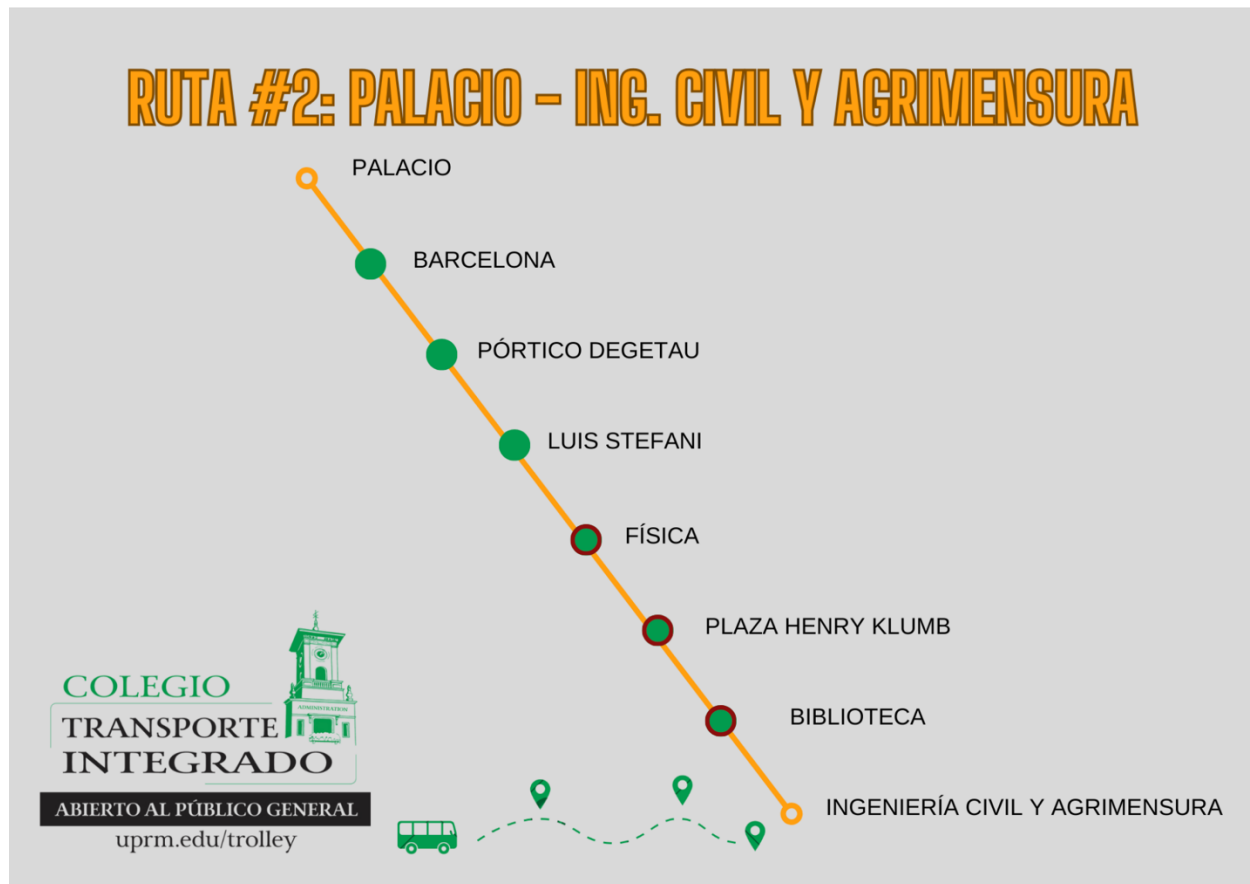 RUTA #2: PALACIO - ING. CIVIL Y AGRIMENSURA
PALACIO
BARCELONA
PÓRTICO DEGETAU
LUIS STEFANI
FÍSICA
PLAZA HENRY KLUMB
BIBLIOTECA
INGENIERÍA CIVIL Y AGRIMENSURA
COLEGIO
ADMINISTRATION
TRANSPORTE
INTEGRADO
ABIERTO AL PÚBLICO GENERAL
uprm.edu/trolley